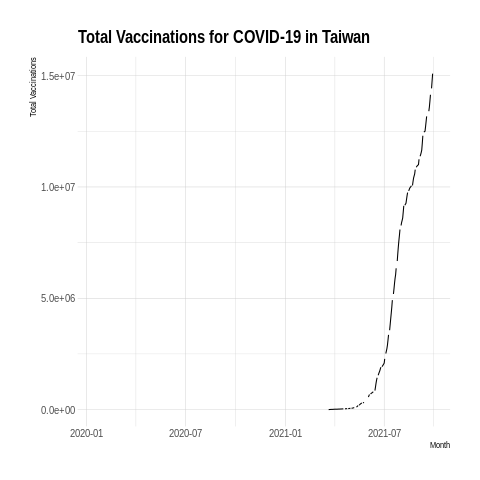 Total Vaccinations for COVID-19 in Taiwan
Total Vaccinations
1.5e+07
1.0e+07
5.0e+06
0.0e+00
2020-01 2020-07 2021-01 2021-07
Month